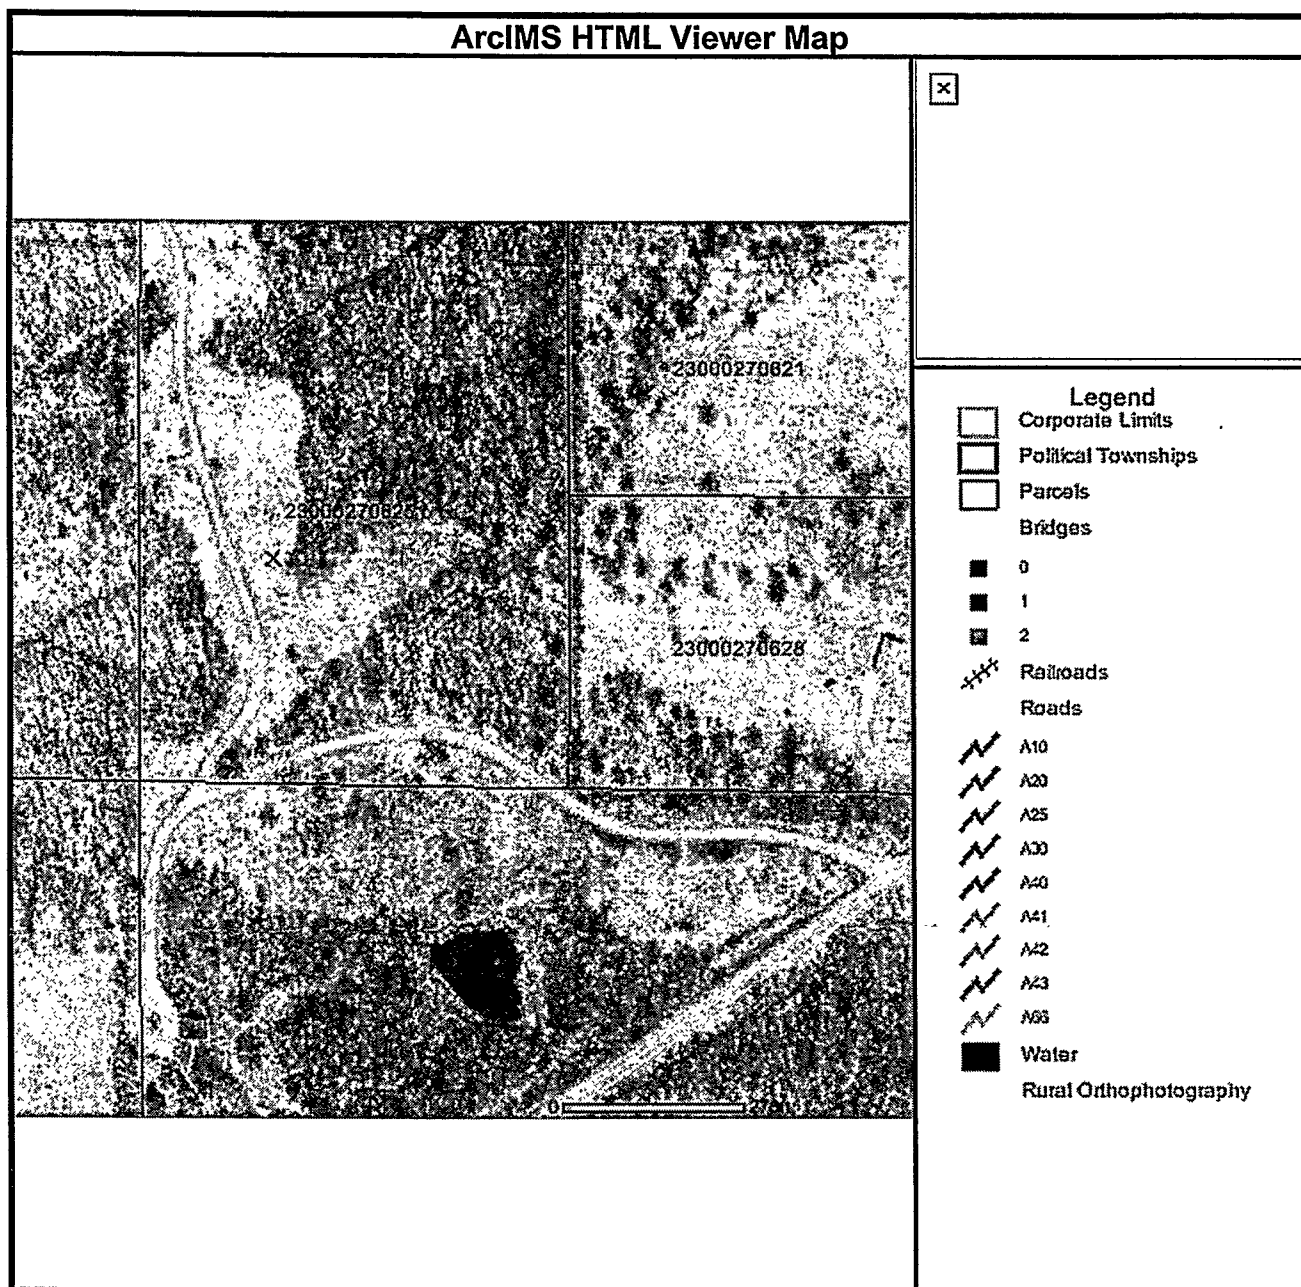 ArcIMS HTML Viewer Map
23000270621
23000270628
0
Legend
Corporate Limits
Political Townships
Parcels
Bridges
0
1
2
Railroads
Roads
A10
A20
A25
A30
A40
A41
A42
A43
Water
Rural Orthophotography